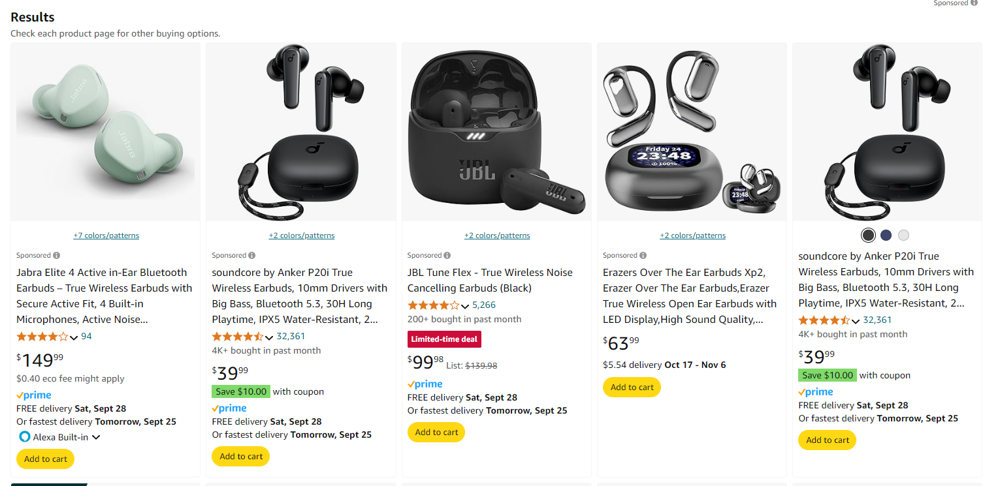 Sponsored
Results
Check each product page for other buying options.
Jabra
Jabra
+7 colors/patterns
Sponsored
Jabra Elite 4 Active in-Ear Bluetooth
Earbuds – True Wireless Earbuds with
Secure Active Fit, 4 Built-in
Microphones, Active Noise...
94
$149.99
$0.40 eco fee might apply
prime
FREE delivery Sat, Sept 28
Or fastest delivery Tomorrow, Sept 25
Alexa Built-in
Add to cart
+2 colors/patterns
Sponsored
soundcore by Anker P20i True
Wireless Earbuds, 10mm Drivers with
Big Bass, Bluetooth 5.3, 30H Long
Playtime, IPX5 Water-Resistant, 2...
32,361
4K+ bought in past month
$39.99
Save $10.00 with coupon
prime
FREE delivery Sat, Sept 28
Or fastest delivery Tomorrow, Sept 25
Add to cart
JBL
JBL
+2 colors/patterns
Sponsored
JBL Tune Flex - True Wireless Noise
Cancelling Earbuds (Black)
5,266
200+ bought in past month
Limited-time deal
$99.98 List: $139.98
prime
FREE delivery Sat, Sept 28
Or fastest delivery Tomorrow, Sept 25
Add to cart
Friday 24
23:48
100%
Friday 24
23:48
+2 colors/patterns
Sponsored
Erazers Over The Ear Earbuds Xp2,
Erazer Over The Ear Earbuds,Erazer
True Wireless Open Ear Earbuds with
LED Display,High Sound Quality,...
$63.99
$5.54 delivery Oct 17 - Nov 6
Add to cart
soundcore by Anker P20i True
Wireless Earbuds, 10mm Drivers with
Big Bass, Bluetooth 5.3, 30H Long
Playtime, IPX5 Water-Resistant, 2...
32,361
4K+ bought in past month
$39.99
Save $10.00 with coupon
prime
FREE delivery Sat, Sept 28
Or fastest delivery Tomorrow, Sept 25
Add to cart